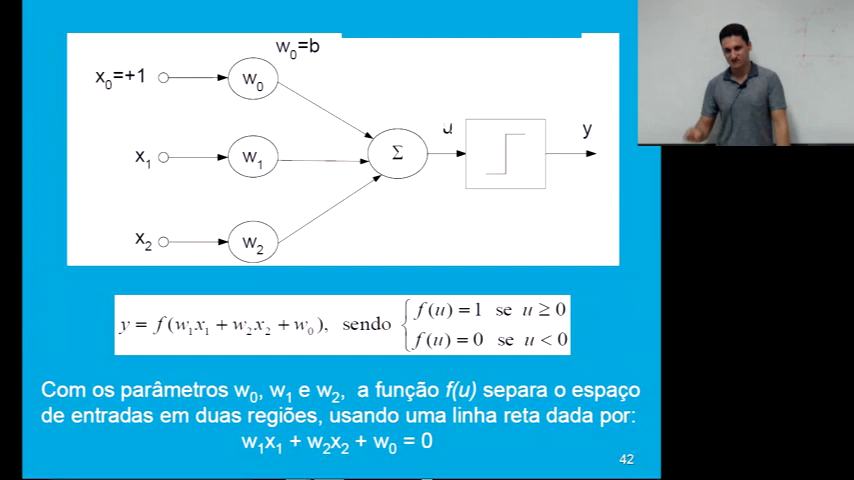 w₀=b
x₀=+1 w₀
x₁ w₁ Σ u y
x₂ w₂
y = f(w₁x₁ + w₂x₂ + w₀), sendo { f(u) = 1 se u ≥ 0
f(u) = 0 se u < 0
Com os parâmetros w₀, w₁ e w₂, a função f(u) separa o espaço
de entradas em duas regiões, usando uma linha reta dada por:
w₁x₁ + w₂x₂ + w₀ = 0
42